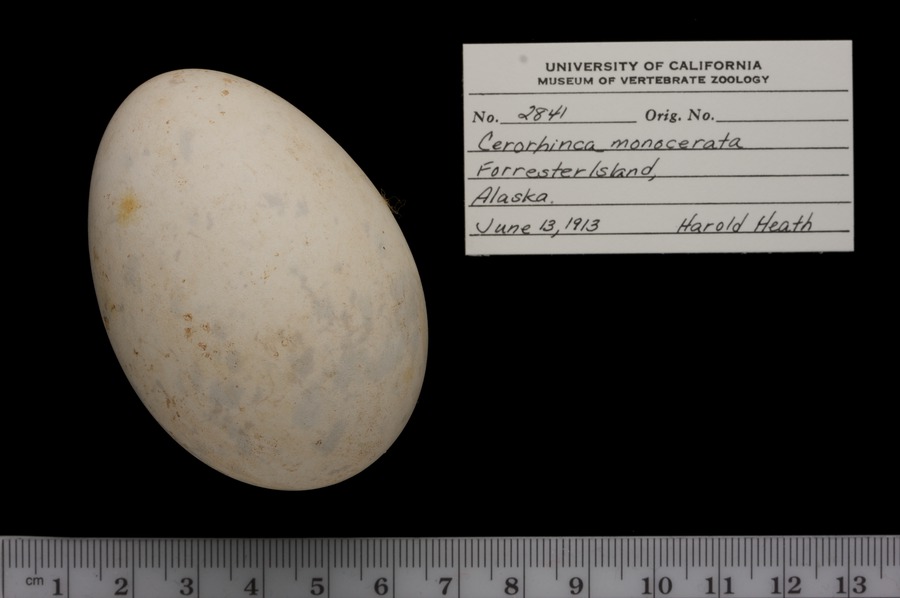 UNIVERSITY OF CALIFORNIA
MUSEUM OF VERTEBRATE ZOOLOGY
No. 2841 Orig. No.
Cerorhinca monocerata
Forrester Island,
Alaska.
June 13, 1913 Harold Heath
cm 1 2 3 4 5 6 7 8 9 10 11 12 13